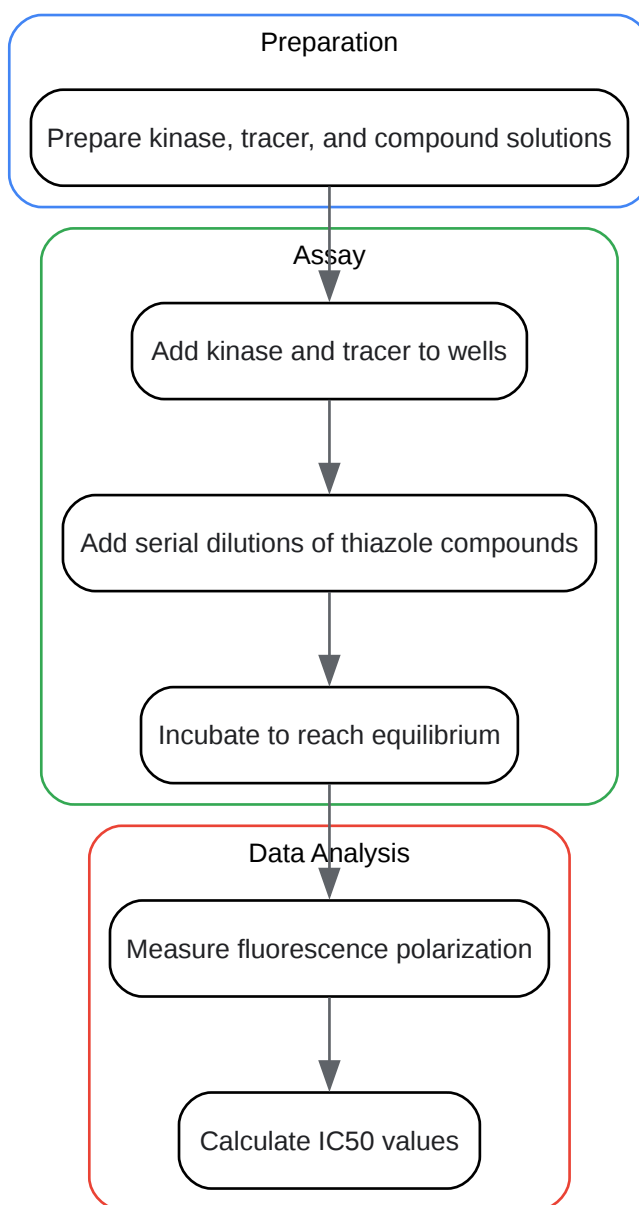 Preparation
Prepare kinase, tracer, and compound solutions
Assay
Add kinase and tracer to wells
Add serial dilutions of thiazole compounds
Incubate to reach equilibrium
Data Analysis
Measure fluorescence polarization
Calculate IC50 values